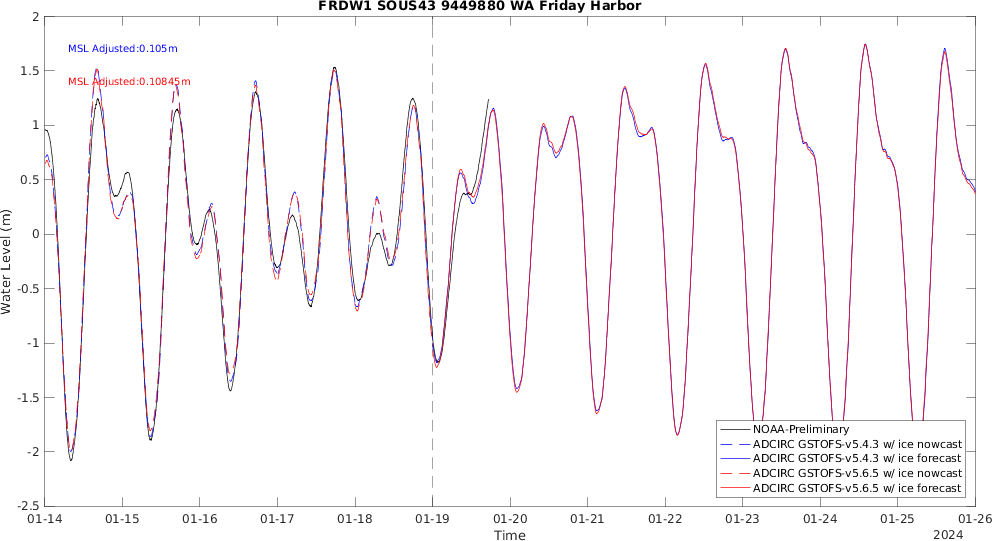 FRDW1 SOUS43 9449880 WA Friday Harbor
MSL Adjusted:0.105m
MSL Adjusted:0.10845m
Water Level (m)
2
1.5
1
0.5
0
-0.5
-1
-1.5
-2
-2.5
NOAA-Preliminary
ADCIRC GSTOFS-v5.4.3 w/ ice nowcast
ADCIRC GSTOFS-v5.4.3 w/ ice forecast
ADCIRC GSTOFS-v5.6.5 w/ ice nowcast
ADCIRC GSTOFS-v5.6.5 w/ ice forecast
01-14 01-15 01-16 01-17 01-18 01-19 01-20 01-21 01-22 01-23 01-24 01-25 01-26
Time
2024